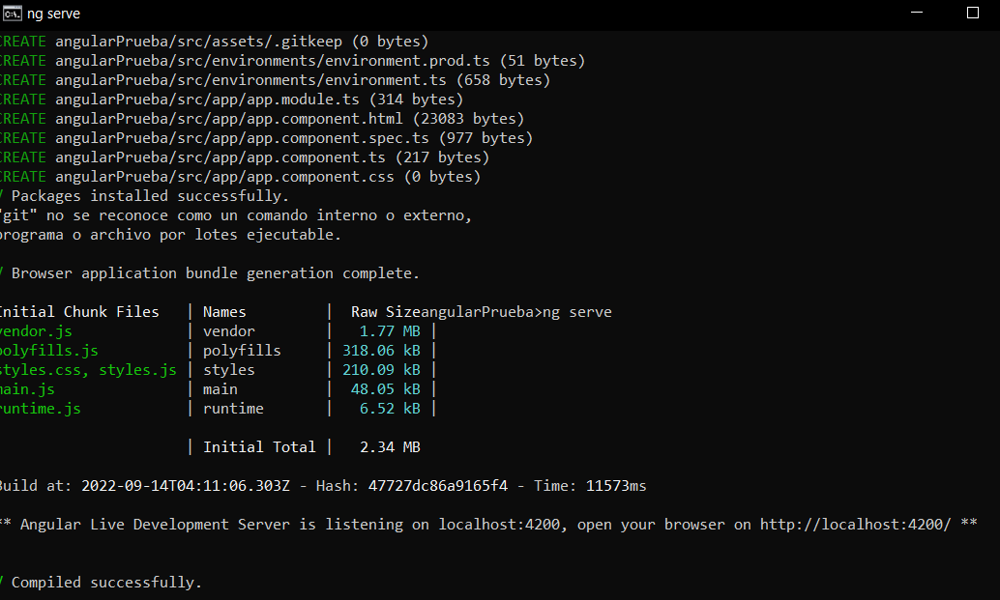 C:\. ng serve
CREATE angularPrueba/src/assets/.gitkeep (0 bytes)
CREATE angularPrueba/src/environments/environment.prod.ts (51 bytes)
CREATE angularPrueba/src/environments/environment.ts (658 bytes)
CREATE angularPrueba/src/app/app.module.ts (314 bytes)
CREATE angularPrueba/src/app/app.component.html (23083 bytes)
CREATE angularPrueba/src/app/app.component.spec.ts (977 bytes)
CREATE angularPrueba/src/app/app.component.ts (217 bytes)
CREATE angularPrueba/src/app/app.component.css (0 bytes)
√ Packages installed successfully.
"git" no se reconoce como un comando interno o externo,
programa o archivo por lotes ejecutable.
√ Browser application bundle generation complete.
Initial Chunk Files | Names | Raw SizeangularPrueba>ng serve
vendor.js | vendor | 1.77 MB |
polyfills.js | polyfills | 318.06 kB |
styles.css, styles.js | styles | 210.09 kB |
main.js | main | 48.05 kB |
runtime.js | runtime | 6.52 kB |
| Initial Total | 2.34 MB
Build at: 2022-09-14T04:11:06.303Z - Hash: 47727dc86a9165f4 - Time: 11573ms
** Angular Live Development Server is listening on localhost:4200, open your browser on http://localhost:4200/ **
√ Compiled successfully.